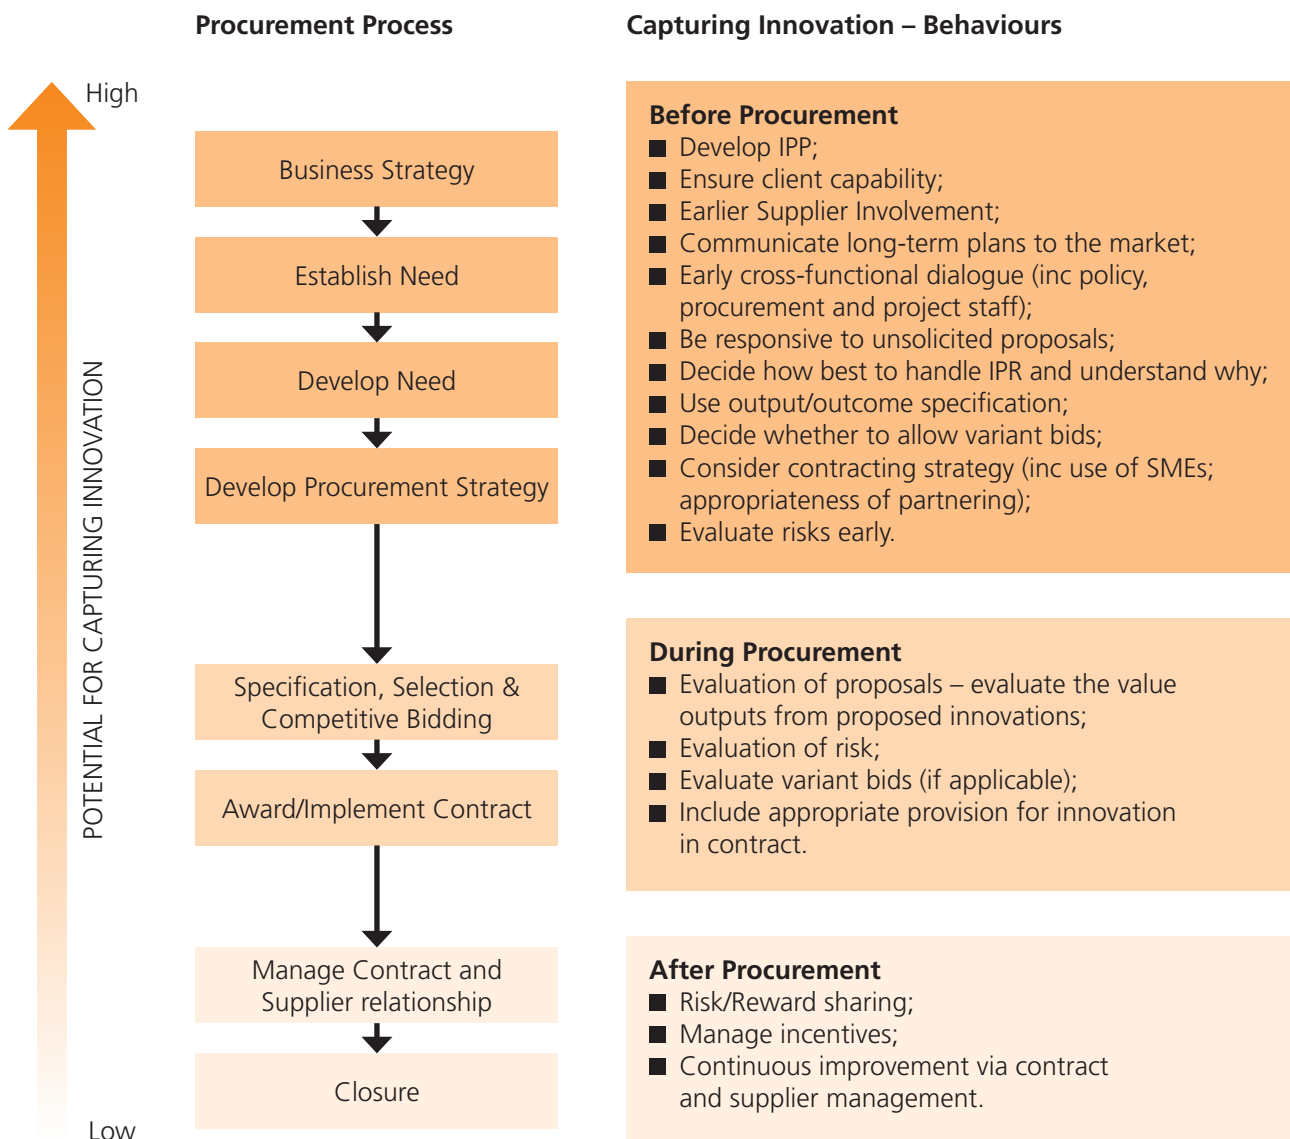 Procurement Process
Capturing Innovation – Behaviours
High
POTENTIAL FOR CAPTURING INNOVATION
Low
Business Strategy
Establish Need
Develop Need
Develop Procurement Strategy
Specification, Selection &
Competitive Bidding
Award/Implement Contract
Manage Contract and
Supplier relationship
Closure
Before Procurement
■ Develop IPP;
■ Ensure client capability;
■ Earlier Supplier Involvement;
■ Communicate long-term plans to the market;
■ Early cross-functional dialogue (inc policy,
procurement and project staff);
■ Be responsive to unsolicited proposals;
■ Decide how best to handle IPR and understand why;
■ Use output/outcome specification;
■ Decide whether to allow variant bids;
■ Consider contracting strategy (inc use of SMEs;
appropriateness of partnering);
■ Evaluate risks early.
During Procurement
■ Evaluation of proposals – evaluate the value
outputs from proposed innovations;
■ Evaluation of risk;
■ Evaluate variant bids (if applicable);
■ Include appropriate provision for innovation
in contract.
After Procurement
■ Risk/Reward sharing;
■ Manage incentives;
■ Continuous improvement via contract
and supplier management.